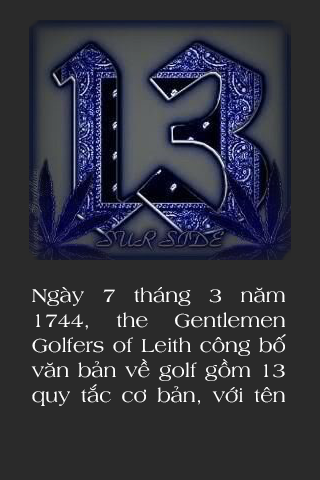 13
SUR SIDE
Ngày 7 tháng 3 năm
1744, the Gentlemen
Golfers of Leith công bố
văn bản về golf gồm 13
quy tắc cơ bản, với tên